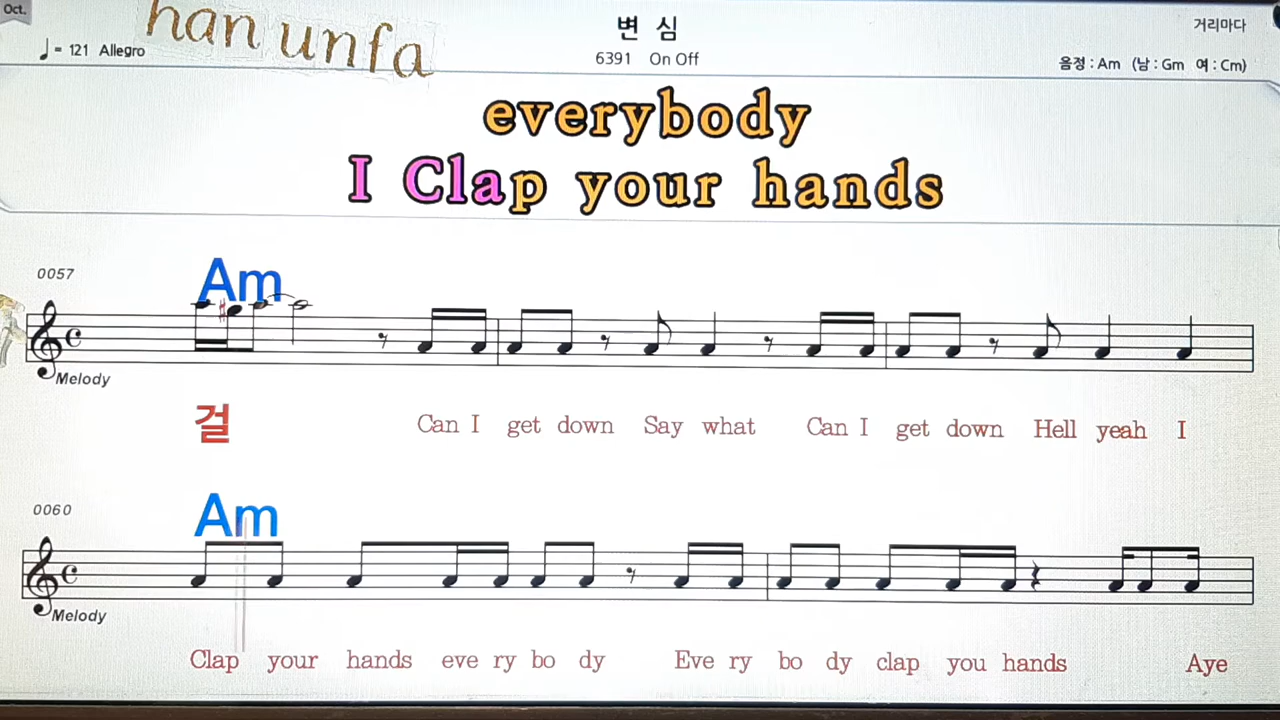 Oct.
han unfa
변 심
거리마다
♩= 121 Allegro
6391 On Off
음정 : Am (남 : Gm 여 : Cm)
everybody
I Clap your hands
0057
Am
Melody
걸 Can I get down Say what Can I get down Hell yeah I
0060
Am
Melody
Clap your hands eve ry bo dy Eve ry bo dy clap you hands Aye